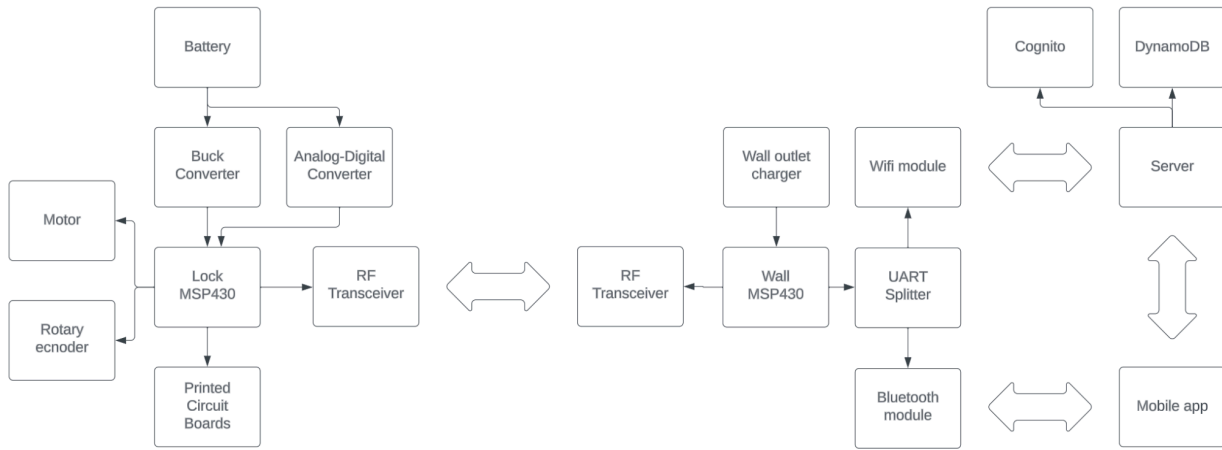 Battery
Cognito
DynamoDB
Buck
Converter
Analog-Digital
Converter
Wall outlet
charger
Wifi module
Server
Motor
Lock
MSP430
RF
Transceiver
RF
Transceiver
Wall
MSP430
UART
Splitter
Rotary
ecnoder
Printed
Circuit
Boards
Bluetooth
module
Mobile app